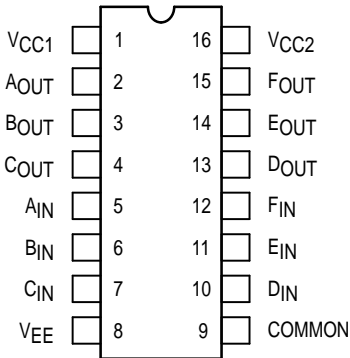 VCC1 1 16 VCC2
AOUT 2 15 FOUT
BOUT 3 14 EOUT
COUT 4 13 DOUT
AIN 5 12 FIN
BIN 6 11 EIN
CIN 7 10 DIN
VEE 8 9 COMMON